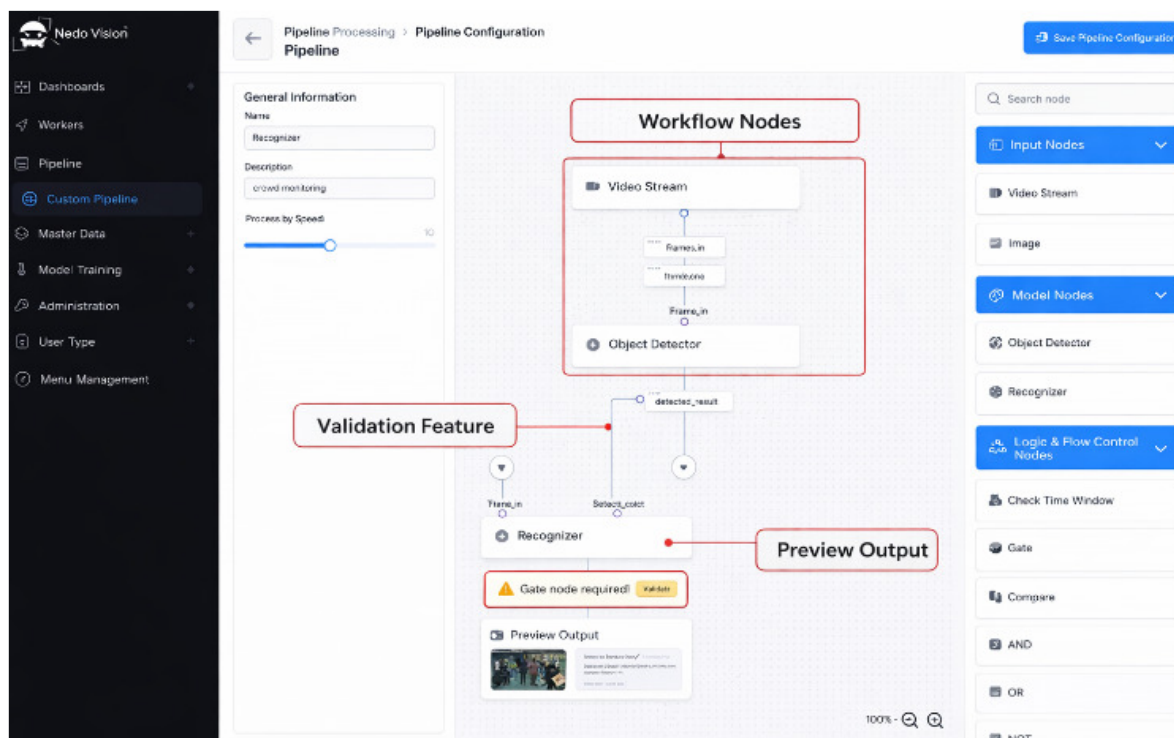 Nedo Vision
Dashboards
Workers
Pipeline
Custom Pipeline
Master Data
Model Training
Administration
User Type
Menu Management
Pipeline Processing > Pipeline Configuration
Pipeline
Save Pipeline Configuration
General Information
Name
Recognizer
Description
crowd monitoring
Process by Speed
10
Workflow Nodes
Video Stream
Frames_in
Frame_in
Object Detector
detected_result
Validation Feature
Frame_in
Recognizer
Preview Output
Gate node required!
Validate
Preview Output
100% -
Search node
Input Nodes
Video Stream
Image
Model Nodes
Object Detector
Recognizer
Logic & Flow Control
Nodes
Check Time Window
Gate
Compare
AND
OR
NOT